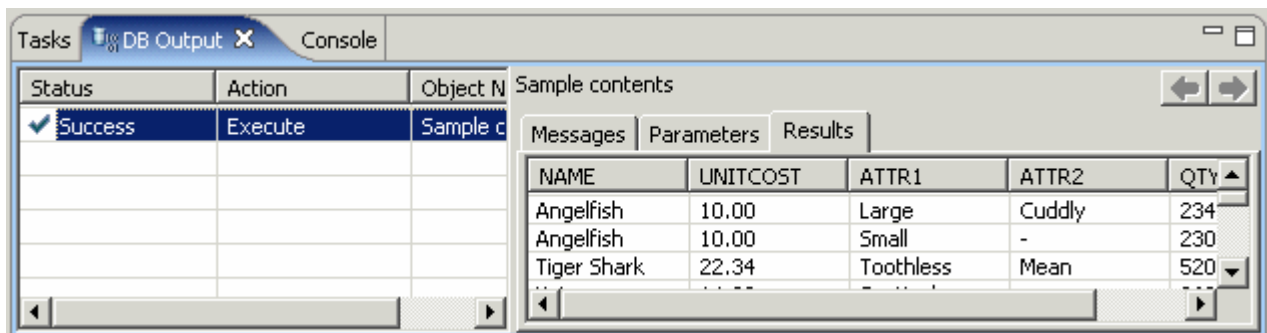 Tasks DB Output Console
Status Action Object N
Success Execute Sample c
Sample contents
Messages Parameters Results
NAME UNITCOST ATTR1 ATTR2 QTY
Angelfish 10.00 Large Cuddly 234
Angelfish 10.00 Small - 230
Tiger Shark 22.34 Toothless Mean 520